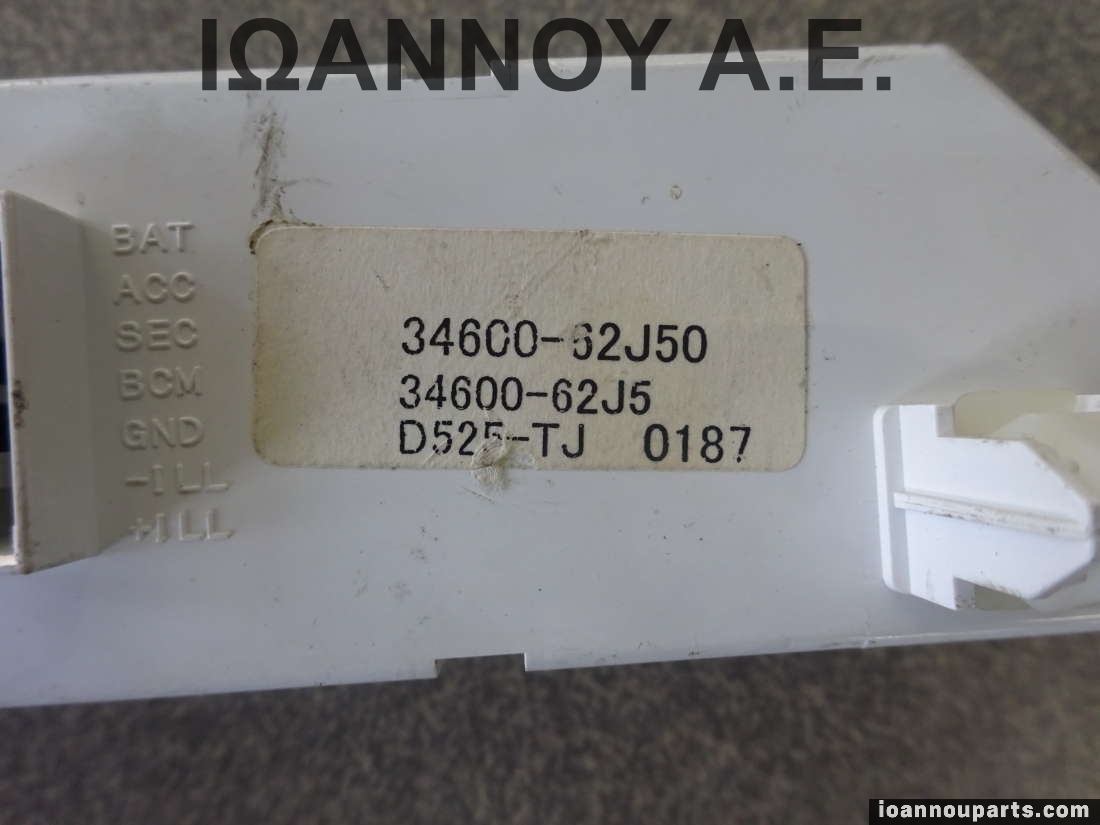 ΙΩΑΝΝΟΥ Α.Ε.
BAT
ACC
SEC
BCM
GND
-ILL
+ILL
34600-62J50
34600-62J5
D525-TJ 0187
ioannouparts.com